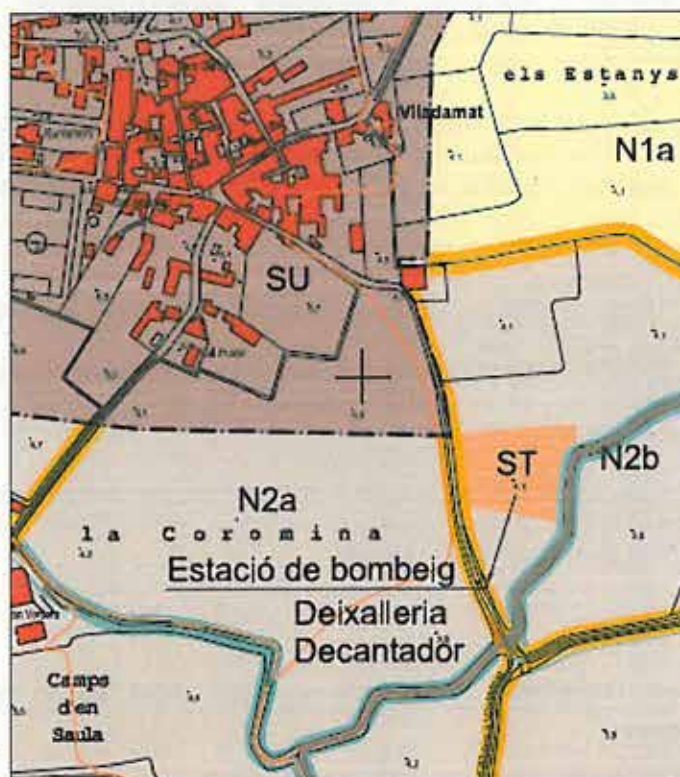 els Estanys
Viladamat
N1a
SU
ST
N2b
N2a
la Coromina
Estació de bombeig
Deixalleria
Decantador
Camps
d'en
Saula